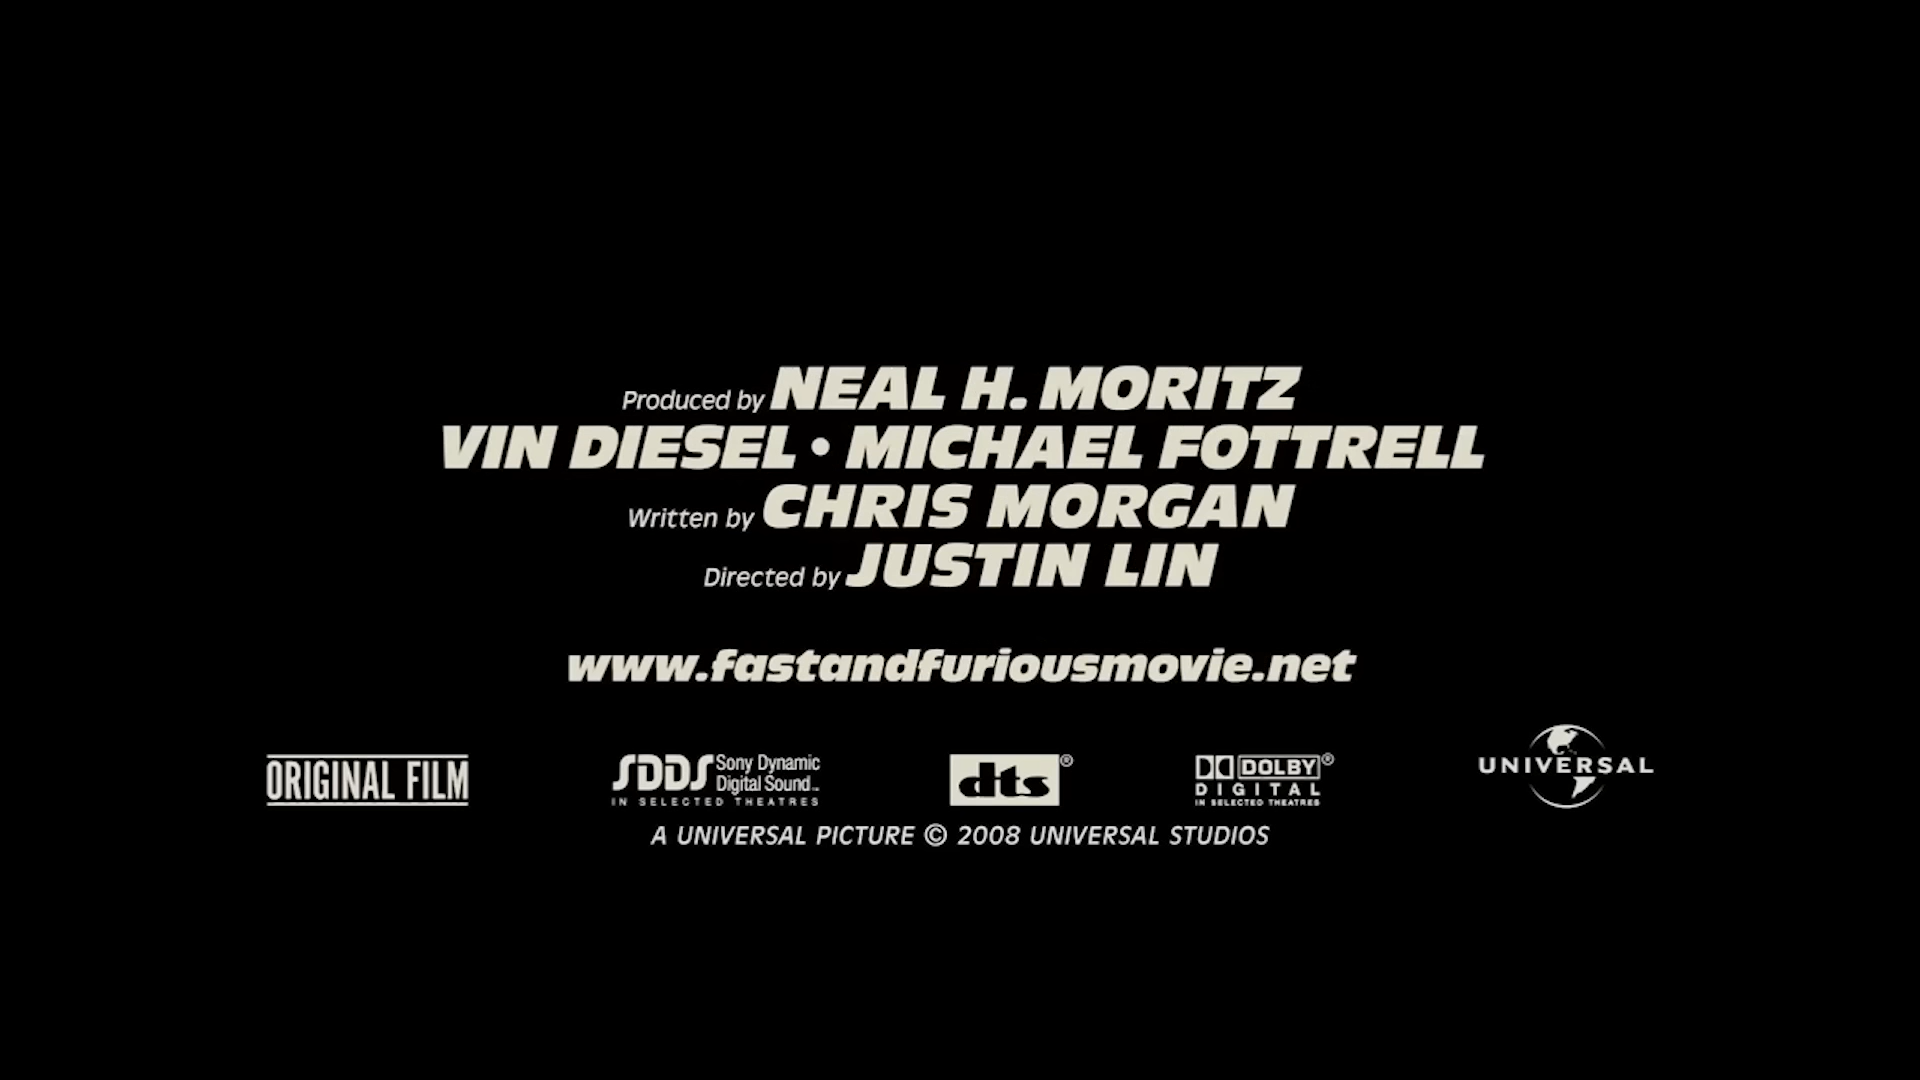 Produced by NEAL H. MORITZ
VIN DIESEL • MICHAEL FOTTRELL
Written by CHRIS MORGAN
Directed by JUSTIN LIN
www.fastandfuriousmovie.net
ORIGINAL FILM
SDDS Sony Dynamic
Digital Sound™
IN SELECTED THEATRES
dts®
DOLBY®
DIGITAL
IN SELECTED THEATRES
UNIVERSAL
A UNIVERSAL PICTURE © 2008 UNIVERSAL STUDIOS